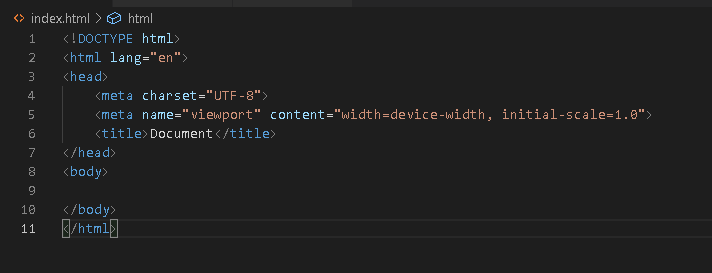 index.html > html
1 <!DOCTYPE html>
2 <html lang="en">
3 <head>
4     <meta charset="UTF-8">
5     <meta name="viewport" content="width=device-width, initial-scale=1.0">
6     <title>Document</title>
7 </head>
8 <body>
9
10 </body>
11 </html>